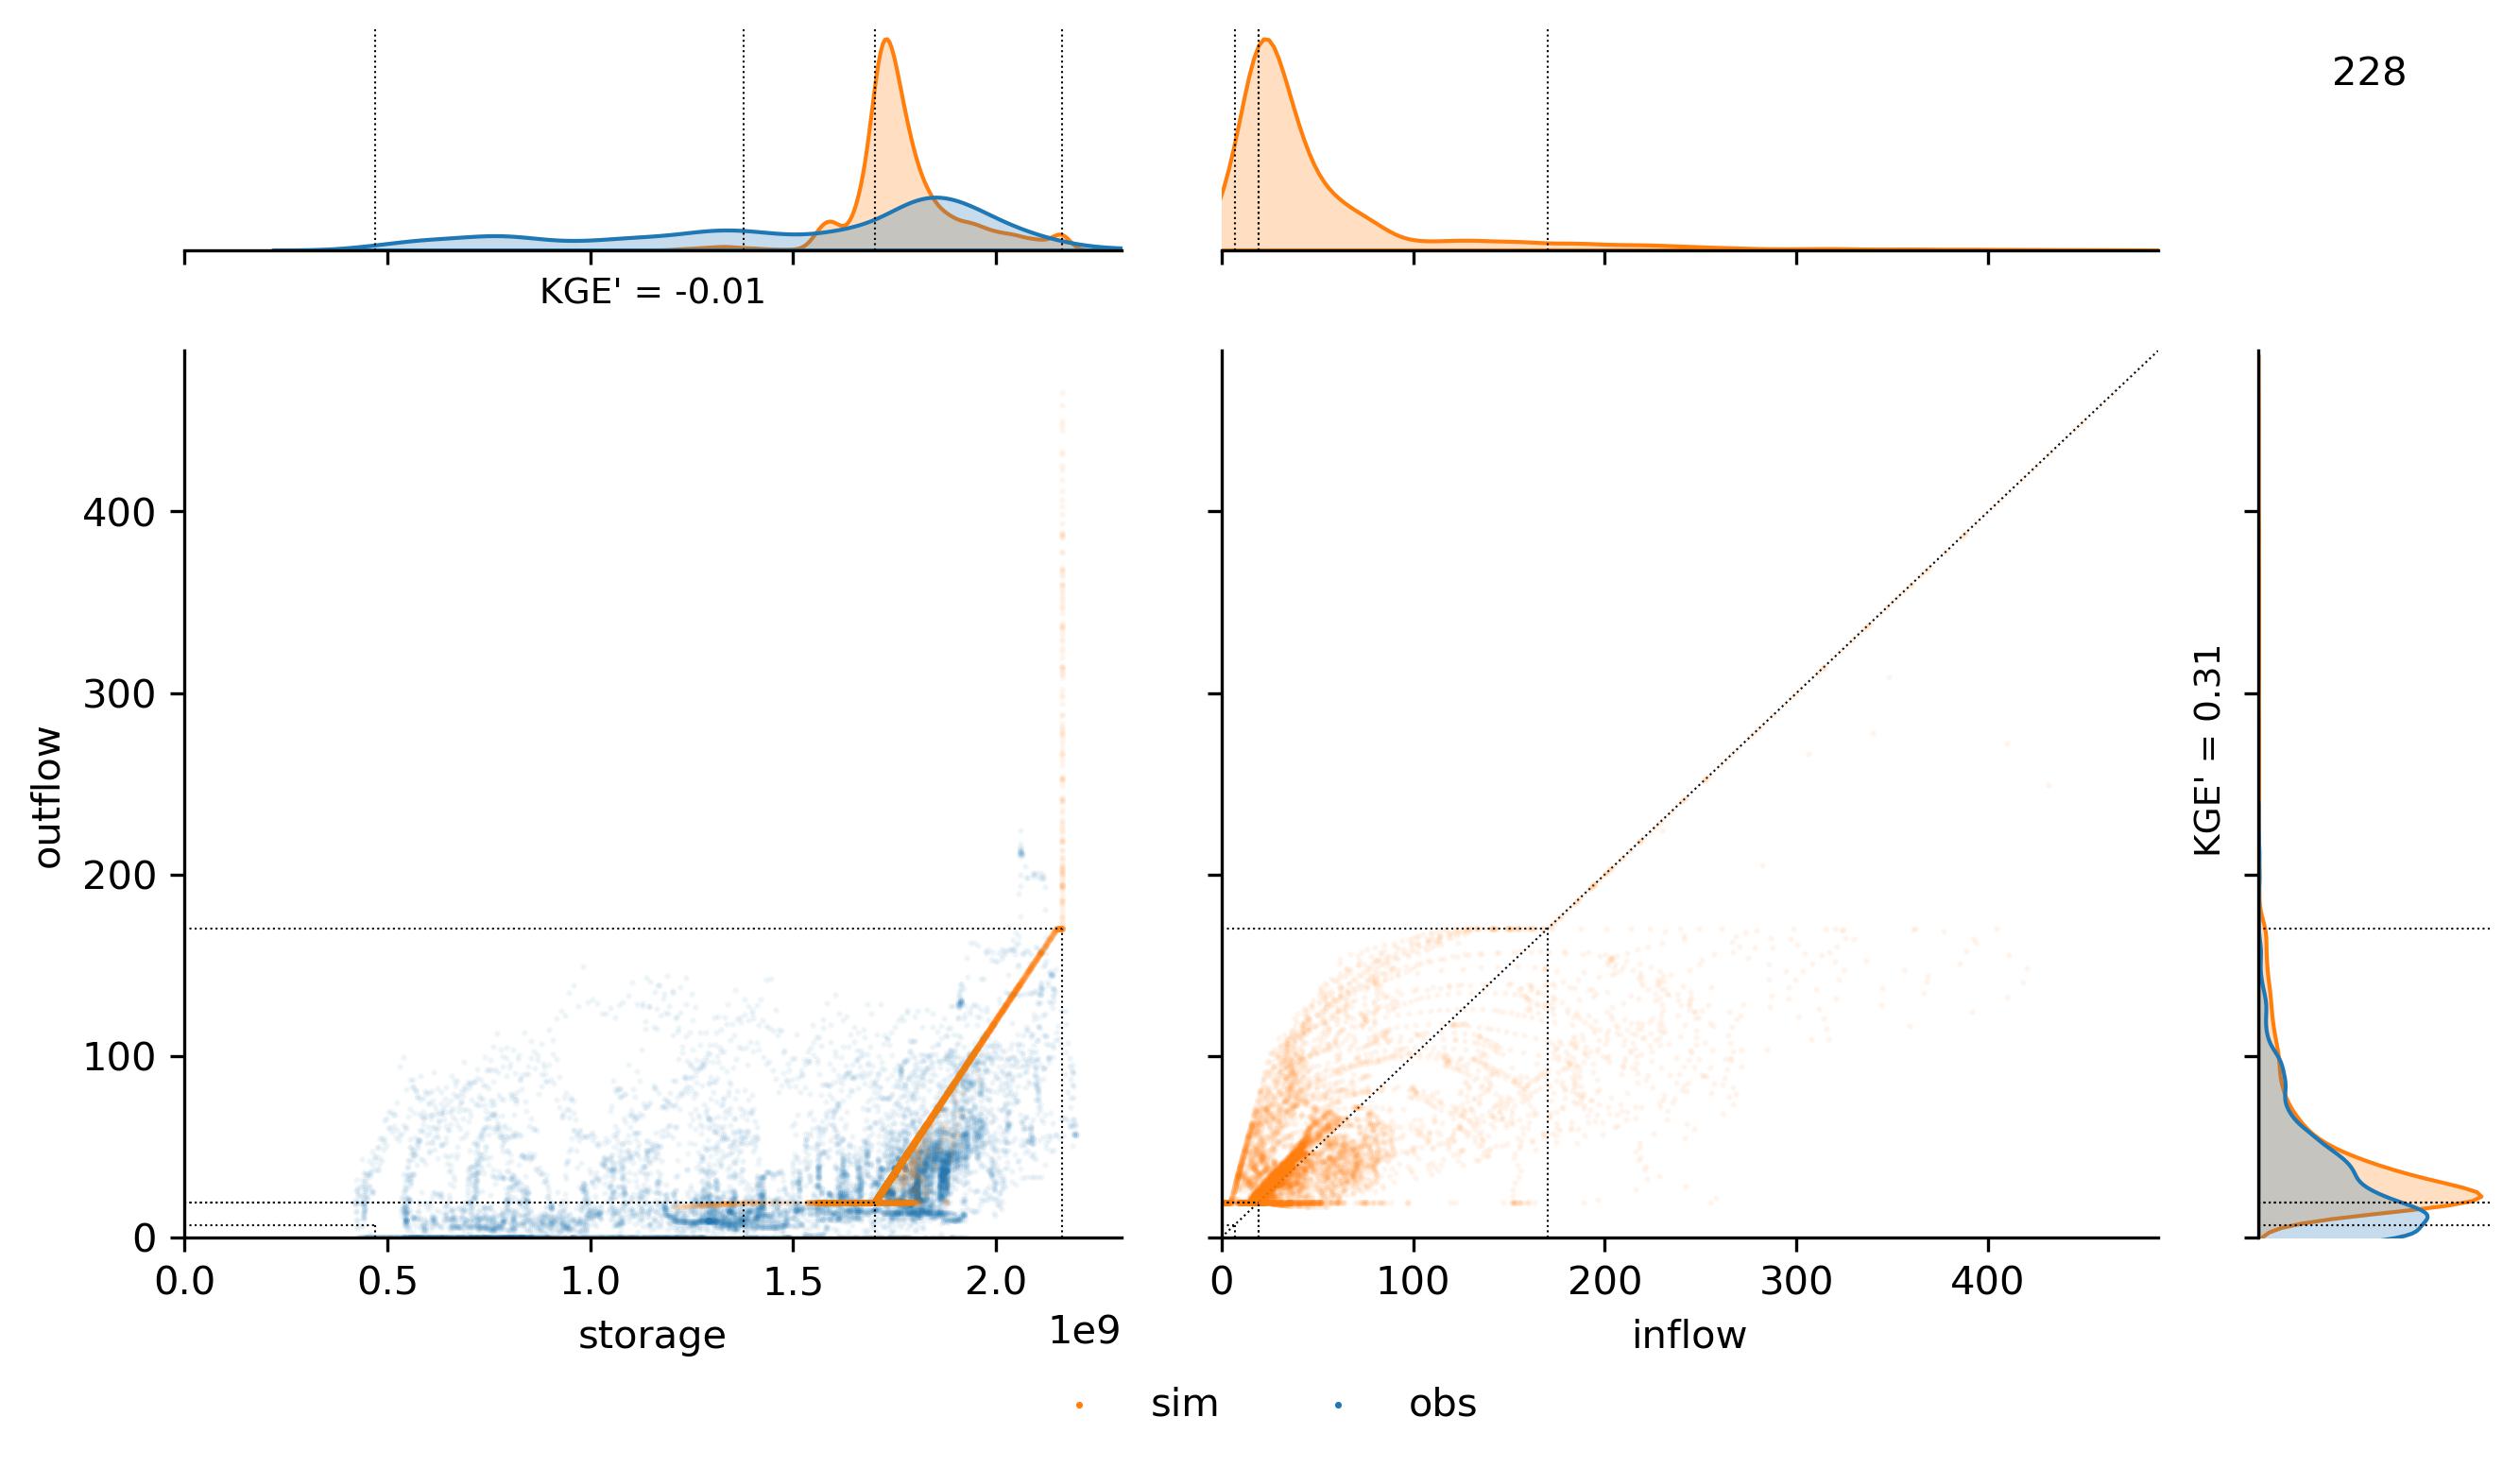 228
KGE' = -0.01
outflow
400
300
200
100
0
KGE' = 0.31
0.0 0.5 1.0 1.5 2.0
1e9
storage
0 100 200 300 400
inflow
sim obs